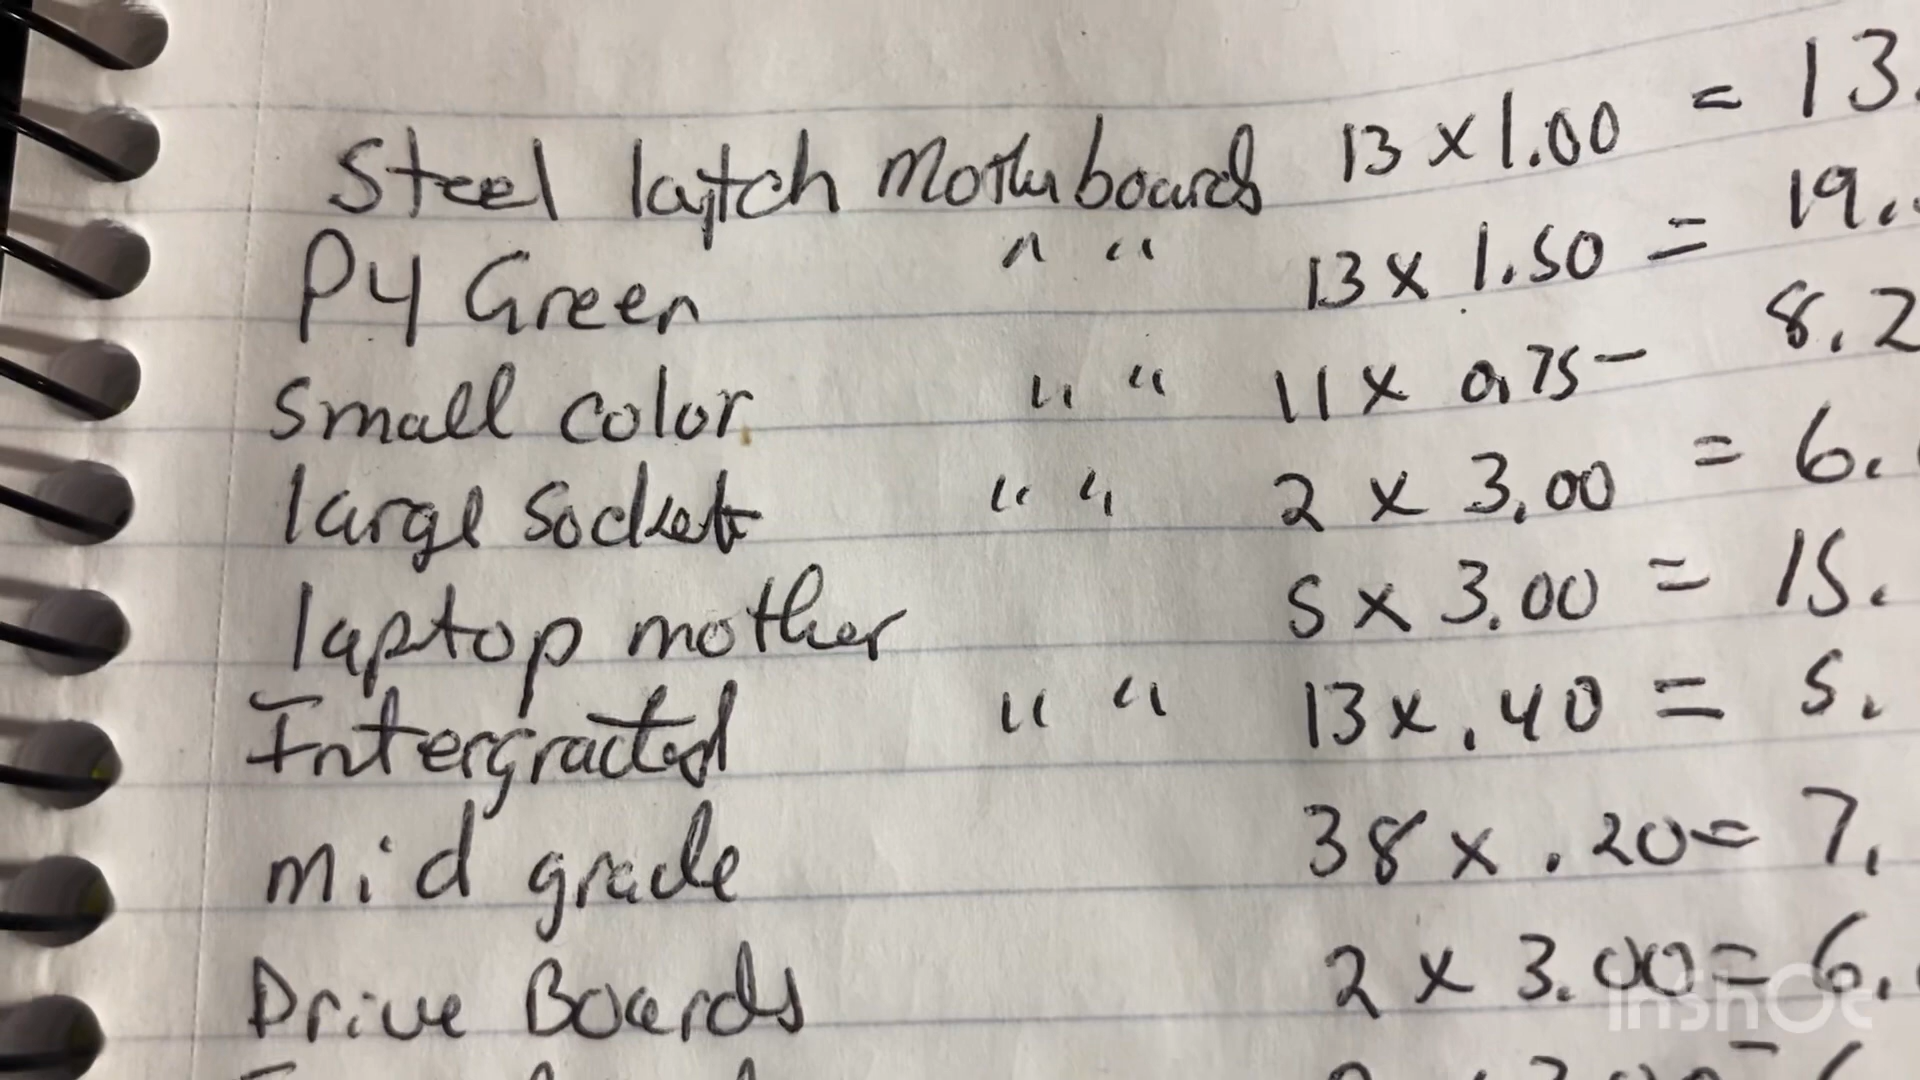 Steel latch Motherboards 13 x 1.00 = 13.
P4 Green " " 13 x 1.50 = 19.
Small color " " 11 x 0.75 - 8.2
large socket " " 2 x 3.00 = 6.
laptop mother 5 x 3.00 = 15.
Intergracted " " 13 x .40 = 5.
mid grade 38 x .20 = 7.
Drive Boards 2 x 3.00 = 6.
InShOt